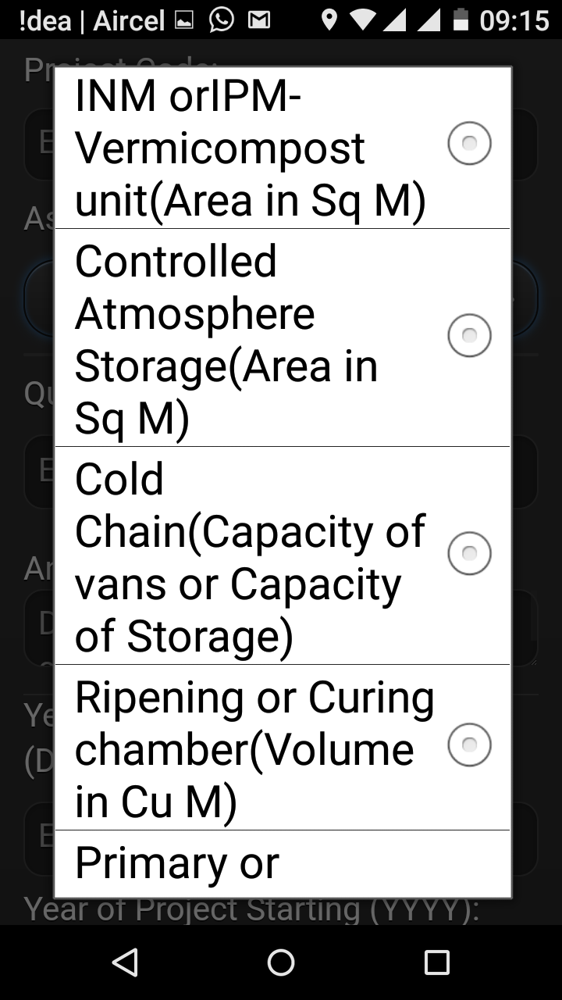 !dea | Aircel 09:15
Project Code:
INM orIPM-
Vermicompost
unit(Area in Sq M)
Controlled
Atmosphere
Storage(Area in
Sq M)
Cold
Chain(Capacity of
vans or Capacity
of Storage)
Ripening or Curing
chamber(Volume
in Cu M)
Primary or
Year of Project Starting (YYYY):